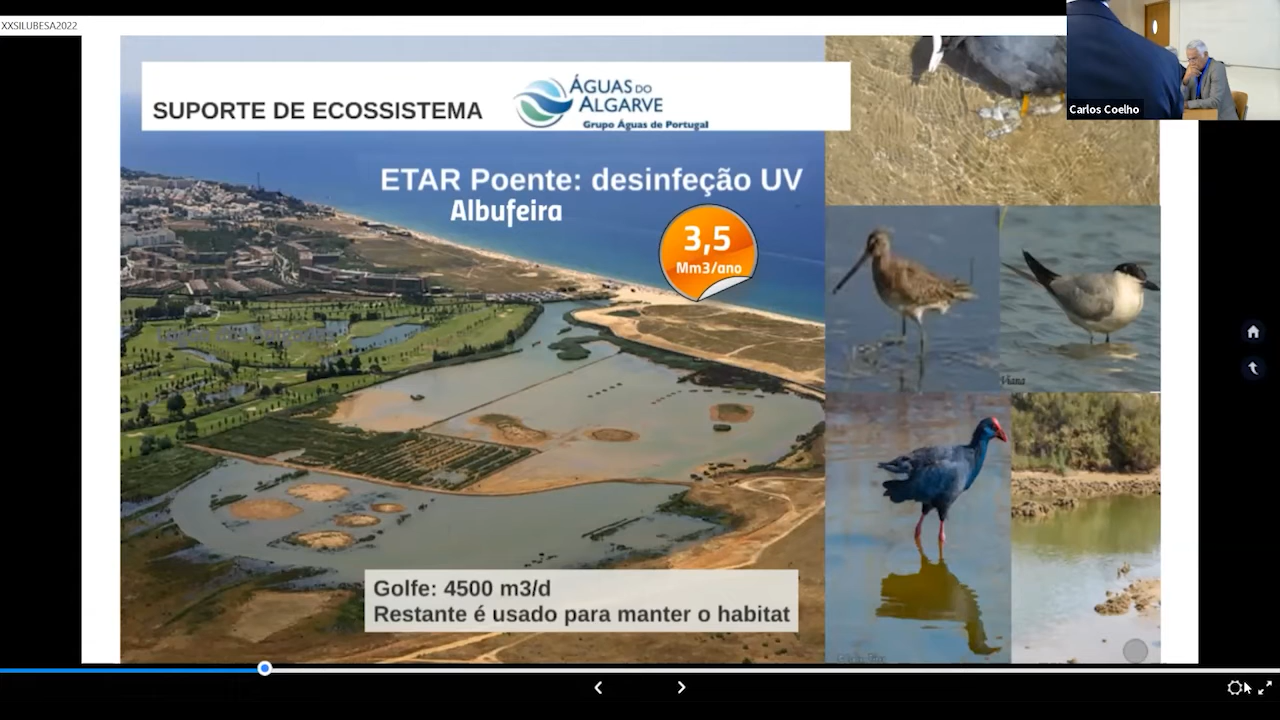 XXSILUBESA2022
Carlos Coelho
SUPORTE DE ECOSSISTEMA
ÁGUAS DO
ALGARVE
Grupo Águas de Portugal
ETAR Poente: desinfeção UV
Albufeira
3,5
Mm3/ano
Viana
Golfe: 4500 m3/d
Restante é usado para manter o habitat